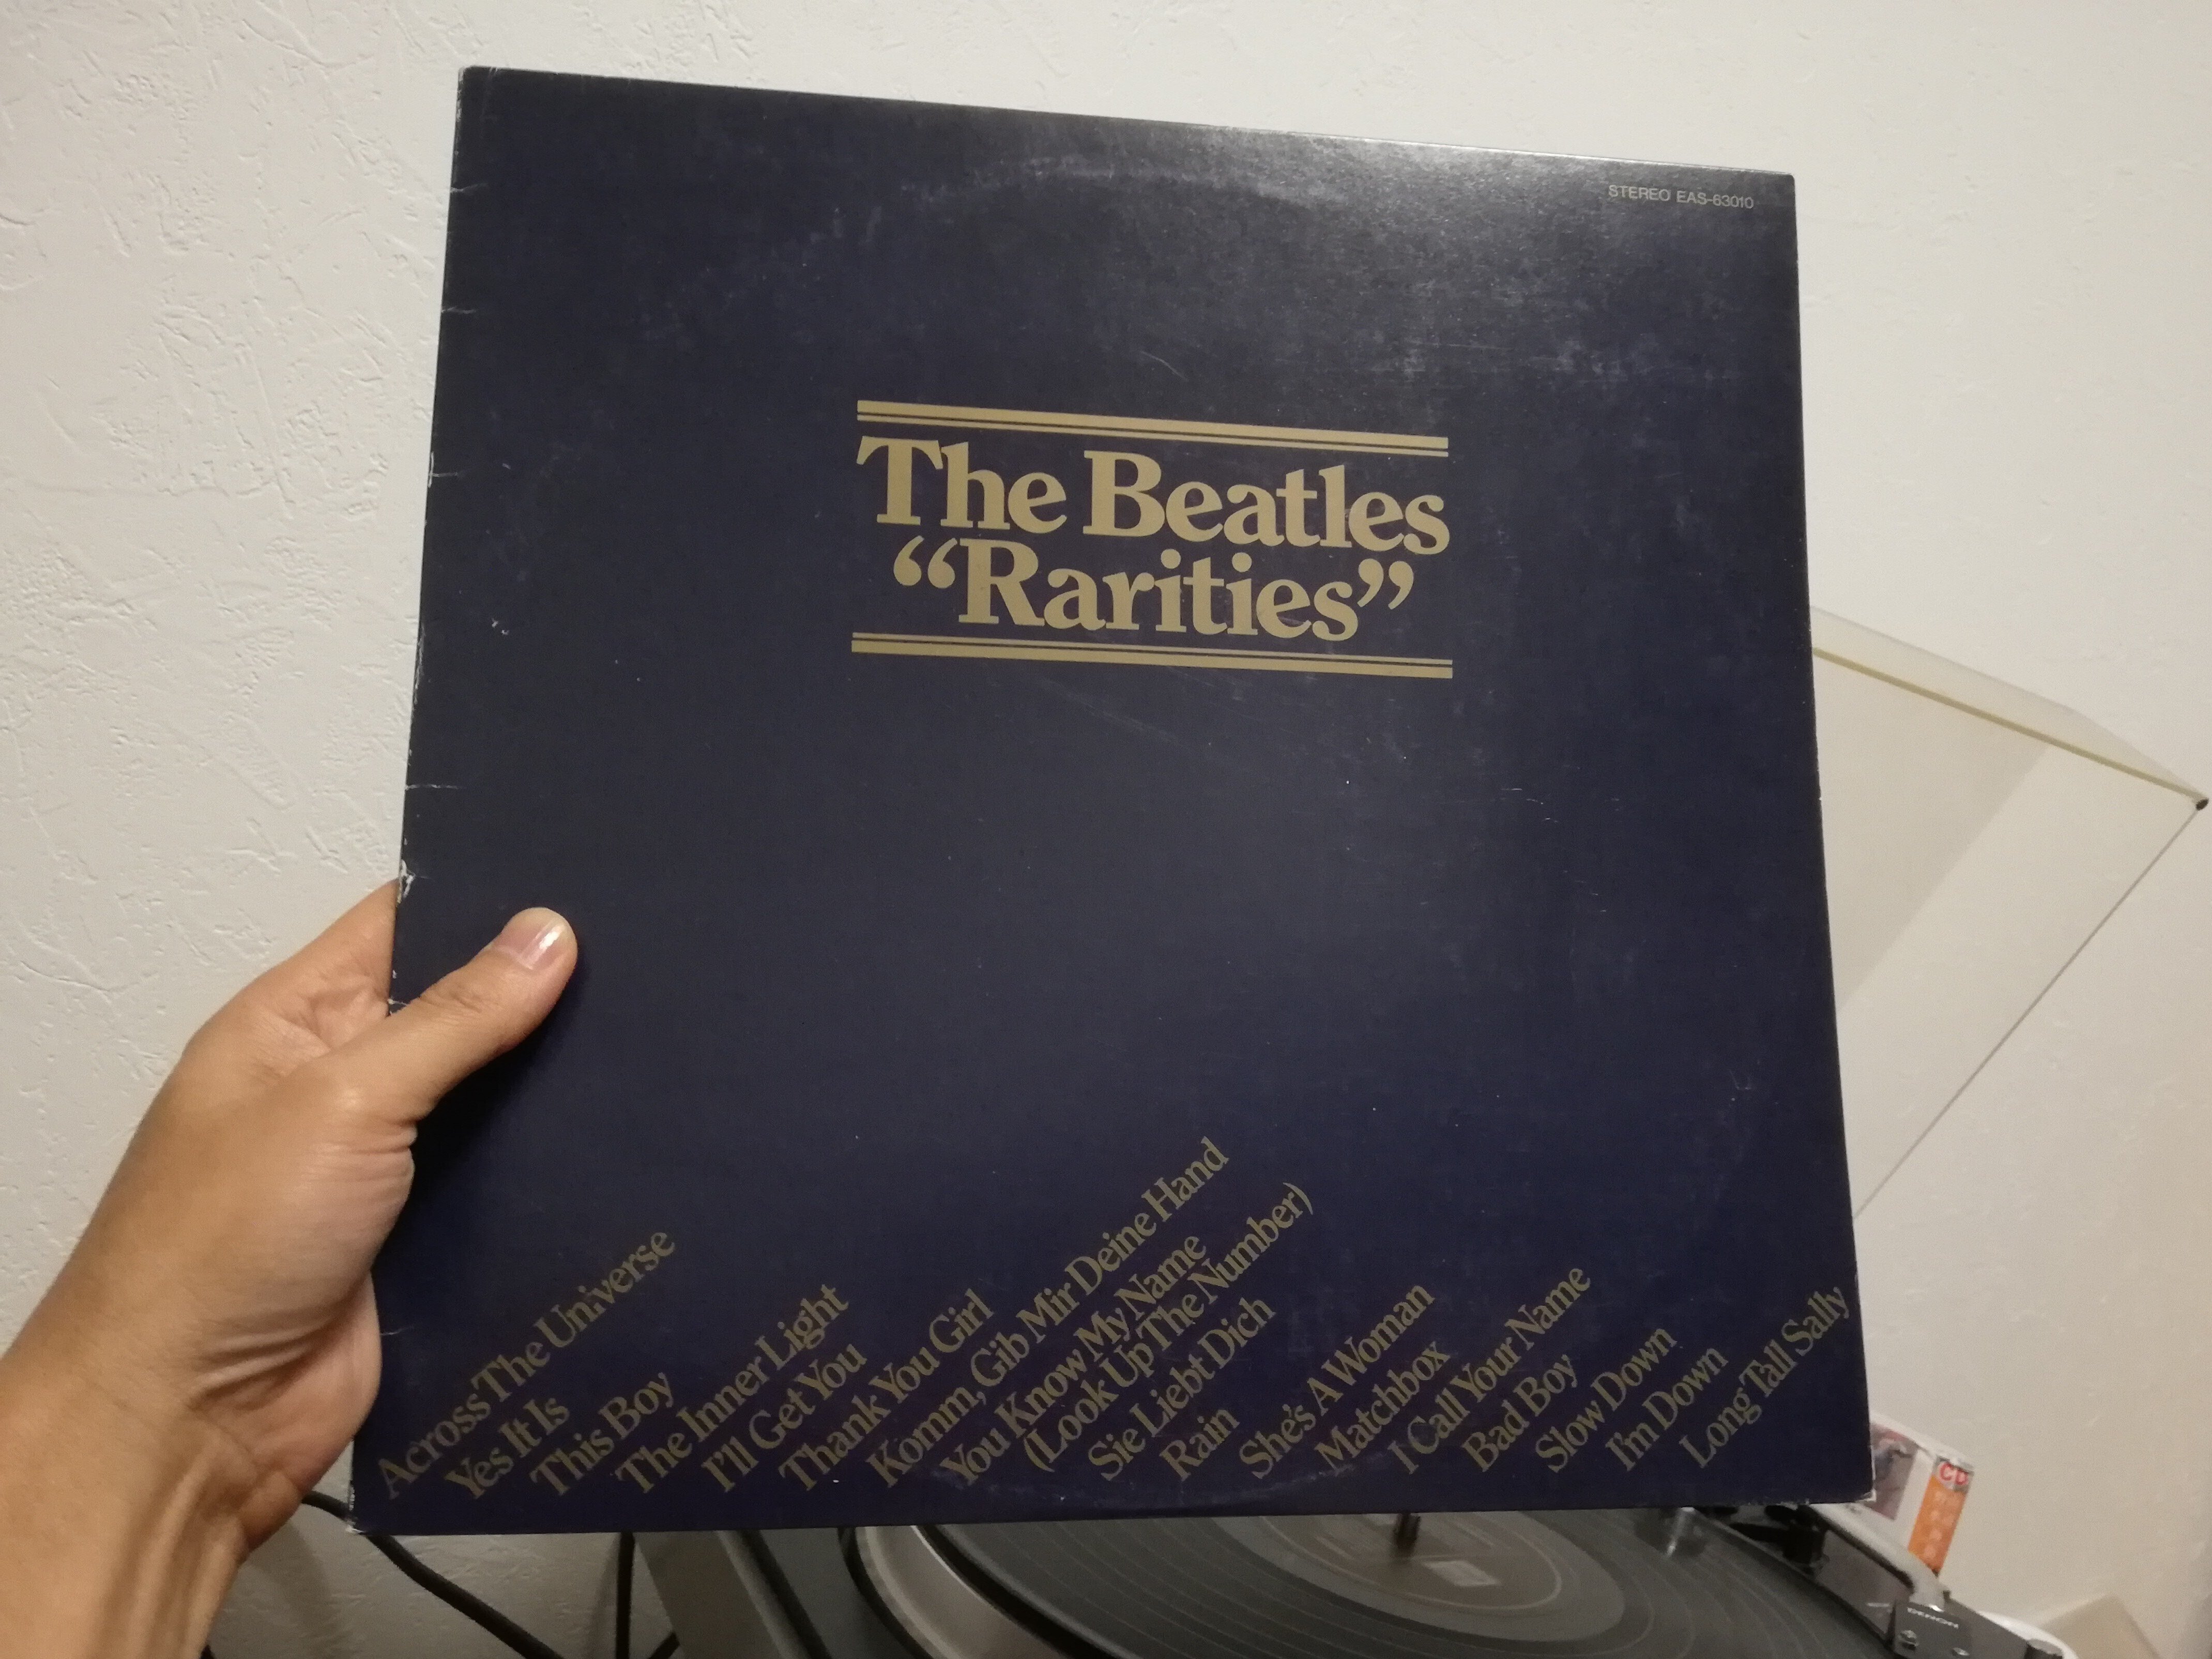 STEREO EAS-63010
The Beatles
“Rarities”
Across The Universe
Yes It Is
This Boy
The Inner Light
I'll Get You
Thank You Girl
Komm, Gib Mir Deine Hand
You Know My Name
(Look Up The Number)
Sie Liebt Dich
Rain
She's A Woman
Matchbox
I Call Your Name
Bad Boy
Slow Down
I'm Down
Long Tall Sally
CD
DENON